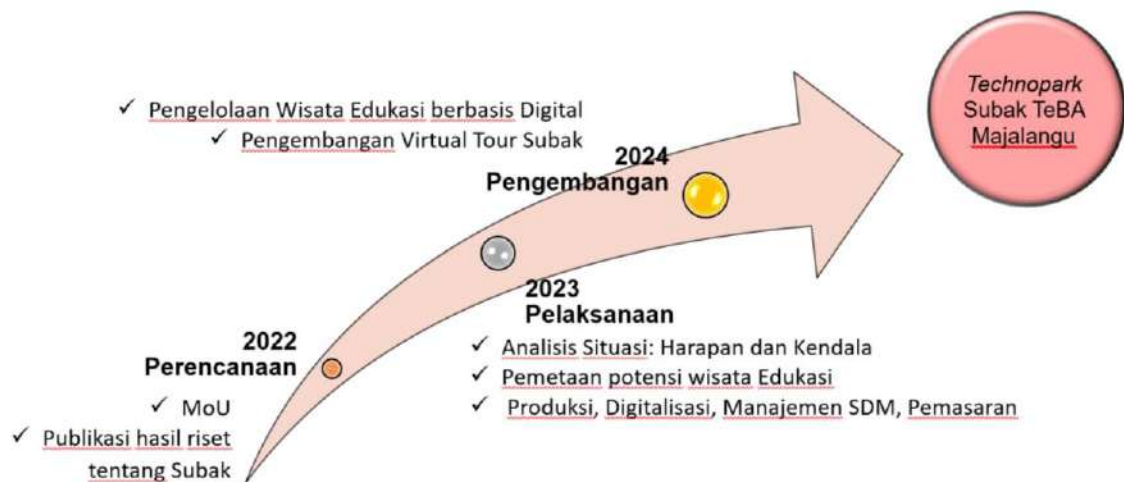 Technopark
Subak TeBA
Majalangu
✓ Pengelolaan Wisata Edukasi berbasis Digital
✓ Pengembangan Virtual Tour Subak
2024
Pengembangan
2023
Pelaksanaan
✓ Analisis Situasi: Harapan dan Kendala
✓ Pemetaan potensi wisata Edukasi
✓ Produksi, Digitalisasi, Manajemen SDM, Pemasaran
2022
Perencanaan
✓ MoU
✓ Publikasi hasil riset
tentang Subak